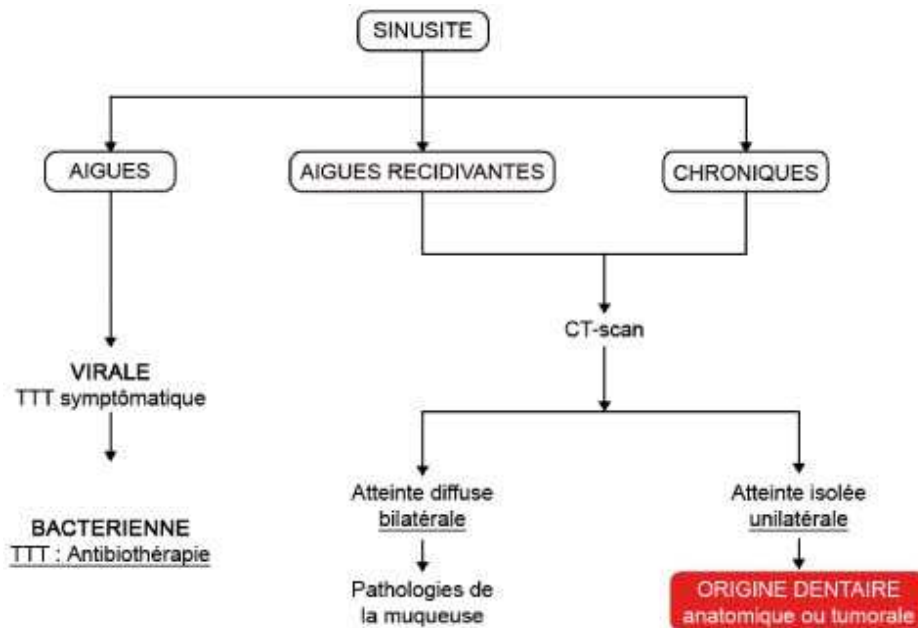 SINUSITE
AIGUES
AIGUES RECIDIVANTES
CHRONIQUES
CT-scan
VIRALE
TTT symptômatique
BACTERIENNE
TTT : Antibiothérapie
Atteinte diffuse
bilatérale
Pathologies de
la muqueuse
Atteinte isolée
unilatérale
ORIGINE DENTAIRE
anatomique ou tumorale